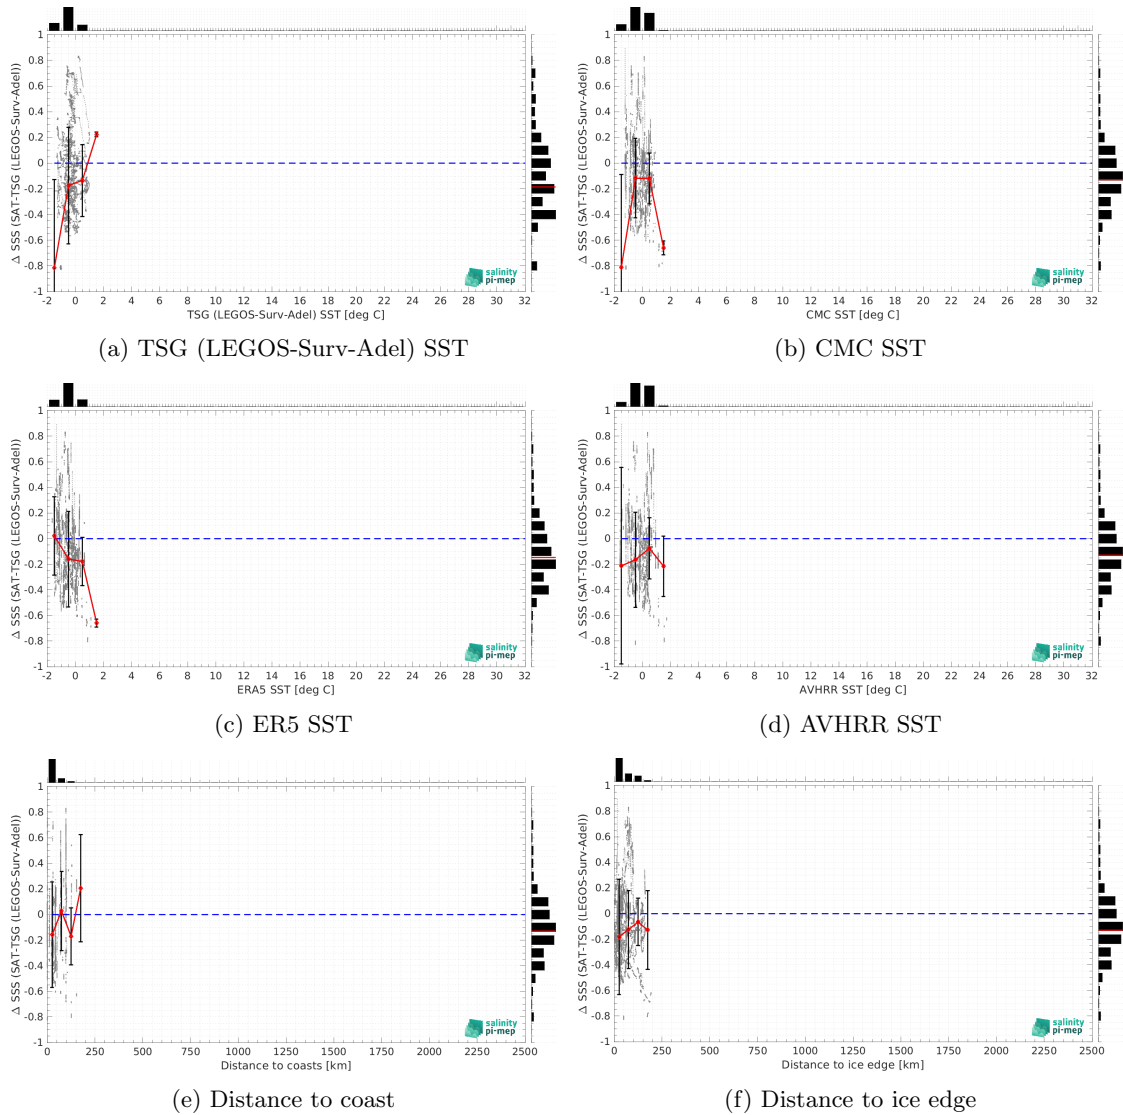 1
0.8
0.6
0.4
0.2
0
-0.2
-0.4
-0.6
-0.8
-1
Δ SSS (SAT-TSG (LEGOS-Surv-Adel))
salinity
pi-mep
-2 0 2 4 6 8 10 12 14 16 18 20 22 24 26 28 30 32
TSG (LEGOS-Surv-Adel) SST [deg C]
(a) TSG (LEGOS-Surv-Adel) SST
1
0.8
0.6
0.4
0.2
0
-0.2
-0.4
-0.6
-0.8
-1
Δ SSS (SAT-TSG (LEGOS-Surv-Adel))
salinity
pi-mep
-2 0 2 4 6 8 10 12 14 16 18 20 22 24 26 28 30 32
CMC SST [deg C]
(b) CMC SST
1
0.8
0.6
0.4
0.2
0
-0.2
-0.4
-0.6
-0.8
-1
Δ SSS (SAT-TSG (LEGOS-Surv-Adel))
salinity
pi-mep
-2 0 2 4 6 8 10 12 14 16 18 20 22 24 26 28 30 32
ERA5 SST [deg C]
(c) ER5 SST
1
0.8
0.6
0.4
0.2
0
-0.2
-0.4
-0.6
-0.8
-1
Δ SSS (SAT-TSG (LEGOS-Surv-Adel))
salinity
pi-mep
-2 0 2 4 6 8 10 12 14 16 18 20 22 24 26 28 30 32
AVHRR SST [deg C]
(d) AVHRR SST
1
0.8
0.6
0.4
0.2
0
-0.2
-0.4
-0.6
-0.8
-1
Δ SSS (SAT-TSG (LEGOS-Surv-Adel))
salinity
pi-mep
0 250 500 750 1000 1250 1500 1750 2000 2250 2500
Distance to coasts [km]
(e) Distance to coast
1
0.8
0.6
0.4
0.2
0
-0.2
-0.4
-0.6
-0.8
-1
Δ SSS (SAT-TSG (LEGOS-Surv-Adel))
salinity
pi-mep
0 250 500 750 1000 1250 1500 1750 2000 2250 2500
Distance to ice edge [km]
(f) Distance to ice edge